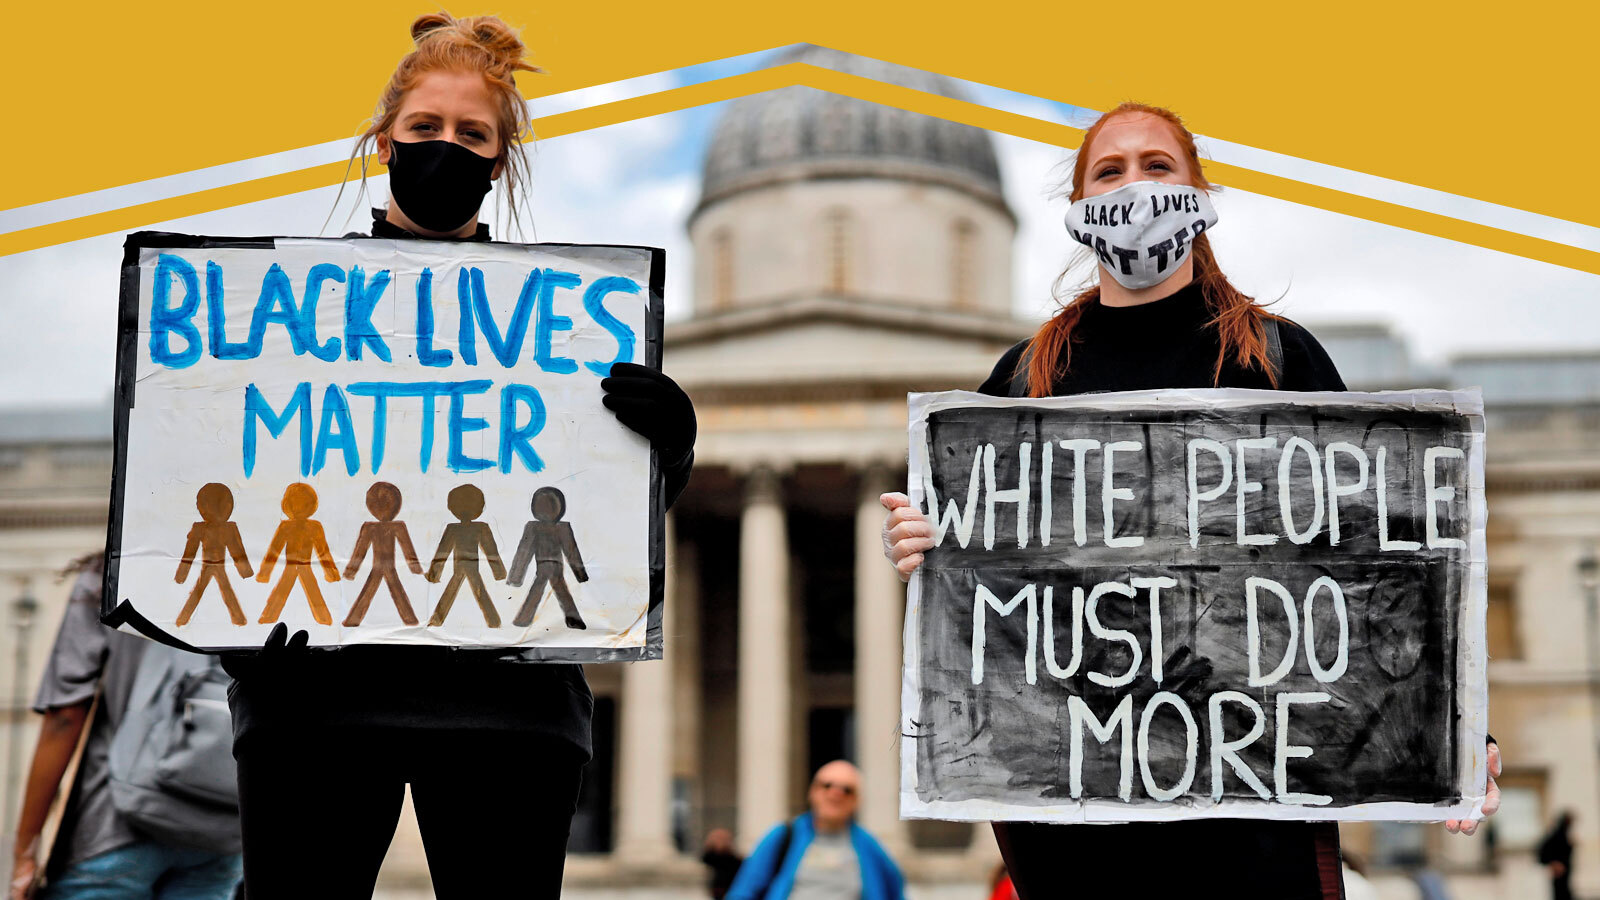 BLACK LIVES
MATTER
BLACK LIVES
MATTER
WHITE PEOPLE
MUST DO
MORE